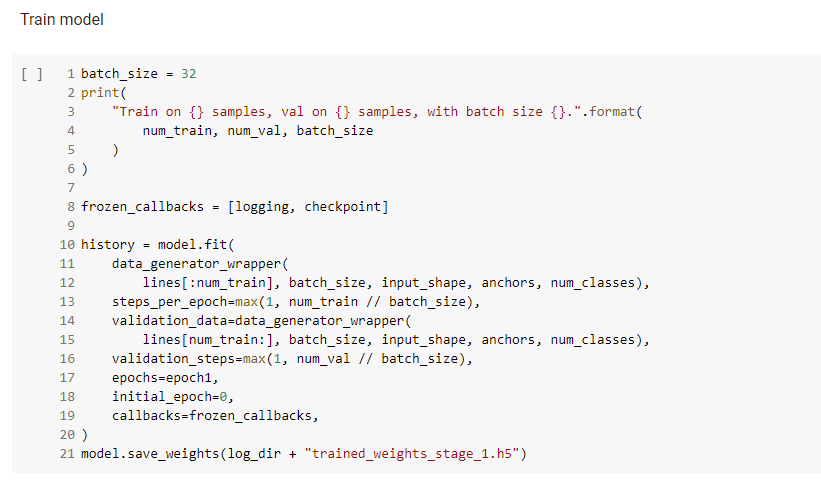 Train model
[ ] 1 batch_size = 32
2 print(
3     "Train on {} samples, val on {} samples, with batch size {}.".format(
4         num_train, num_val, batch_size
5     )
6 )
7
8 frozen_callbacks = [logging, checkpoint]
9
10 history = model.fit(
11     data_generator_wrapper(
12         lines[:num_train], batch_size, input_shape, anchors, num_classes),
13     steps_per_epoch=max(1, num_train // batch_size),
14     validation_data=data_generator_wrapper(
15         lines[num_train:], batch_size, input_shape, anchors, num_classes),
16     validation_steps=max(1, num_val // batch_size),
17     epochs=epoch1,
18     initial_epoch=0,
19     callbacks=frozen_callbacks,
20 )
21 model.save_weights(log_dir + "trained_weights_stage_1.h5")